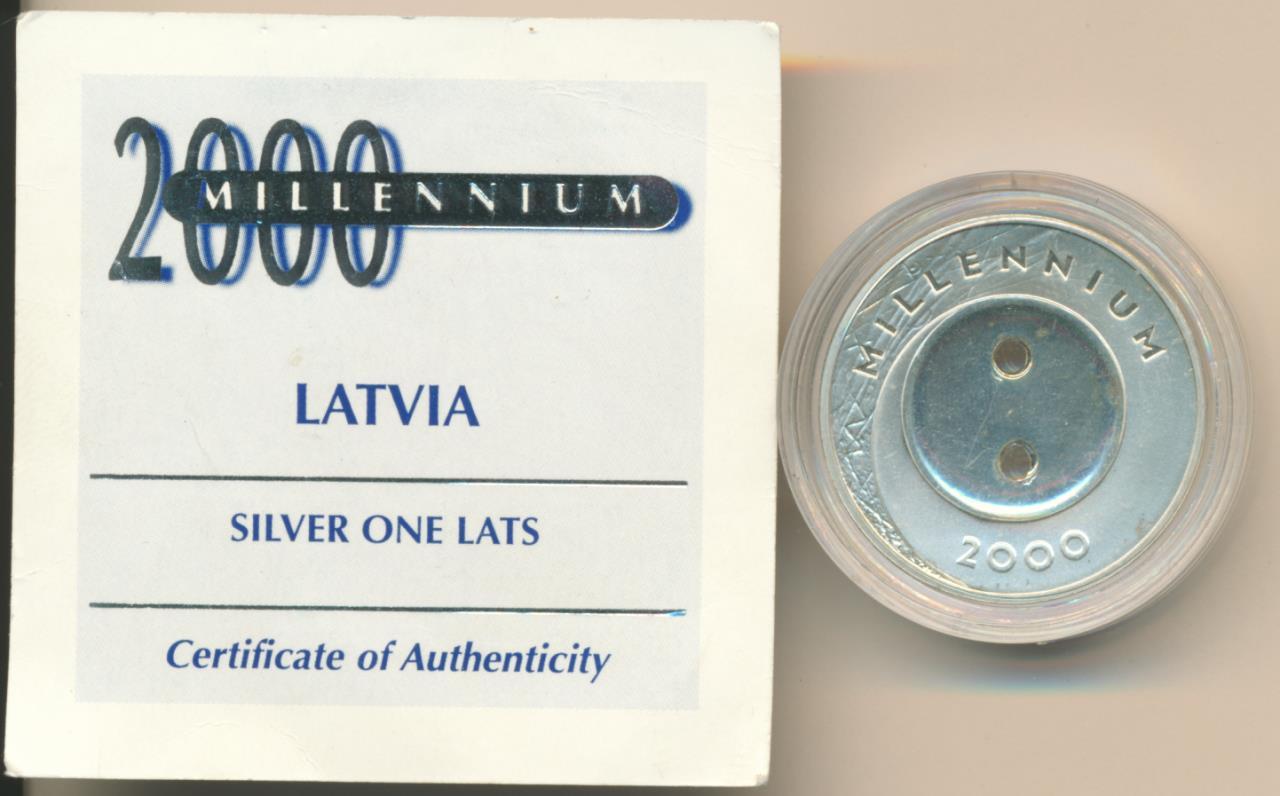 2000
MILLENNIUM
LATVIA
SILVER ONE LATS
Certificate of Authenticity
MILLENNIUM
2000